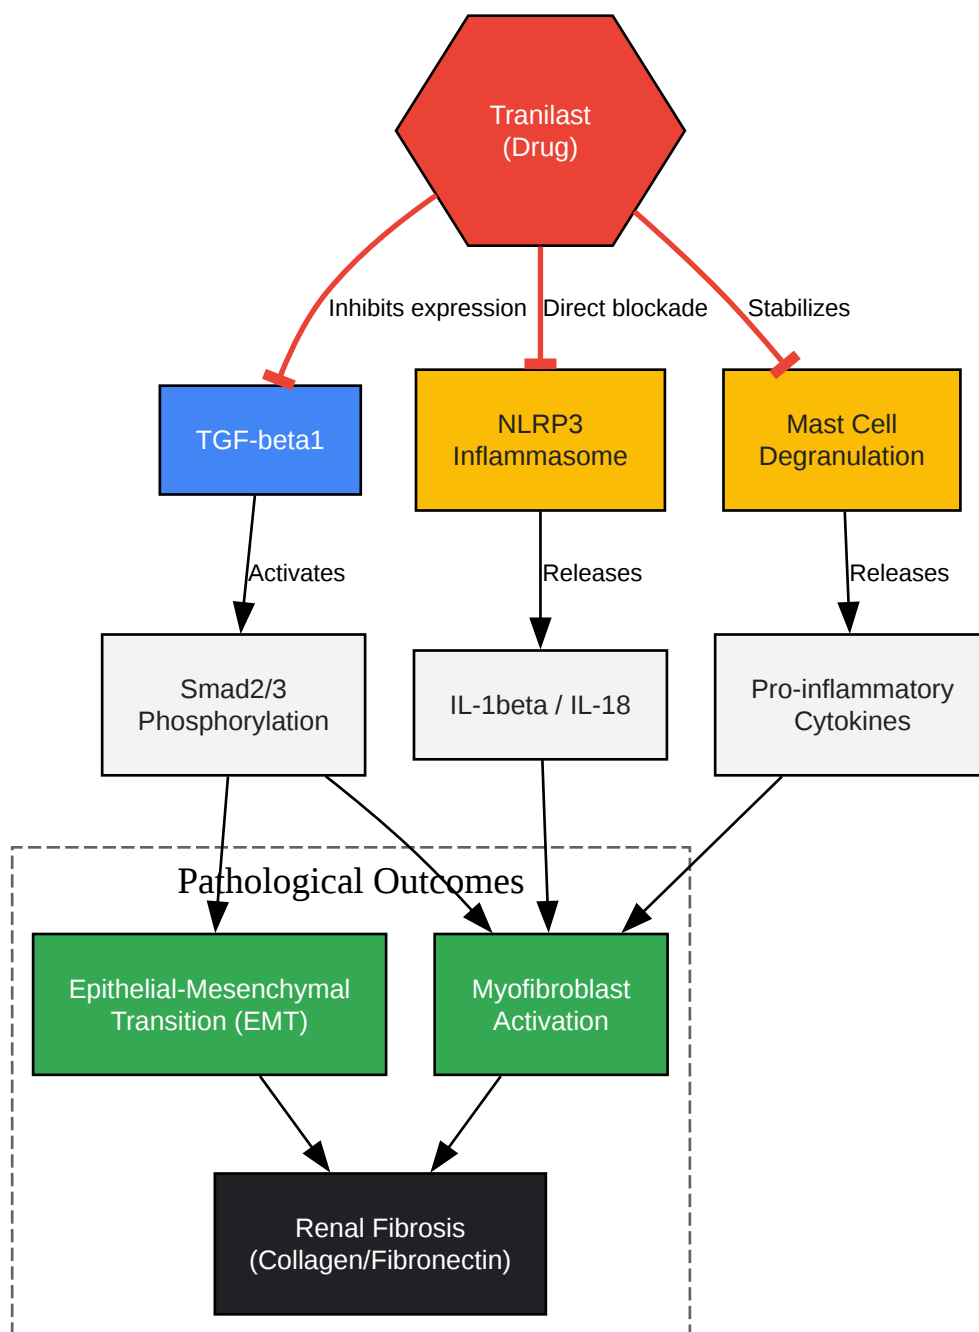 Tranilast
(Drug)
Inhibits expression
Direct blockade
Stabilizes
TGF-beta1
NLRP3
Inflammasome
Mast Cell
Degranulation
Activates
Releases
Releases
Smad2/3
Phosphorylation
IL-1beta / IL-18
Pro-inflammatory
Cytokines
Pathological Outcomes
Epithelial-Mesenchymal
Transition (EMT)
Myofibroblast
Activation
Renal Fibrosis
(Collagen/Fibronectin)